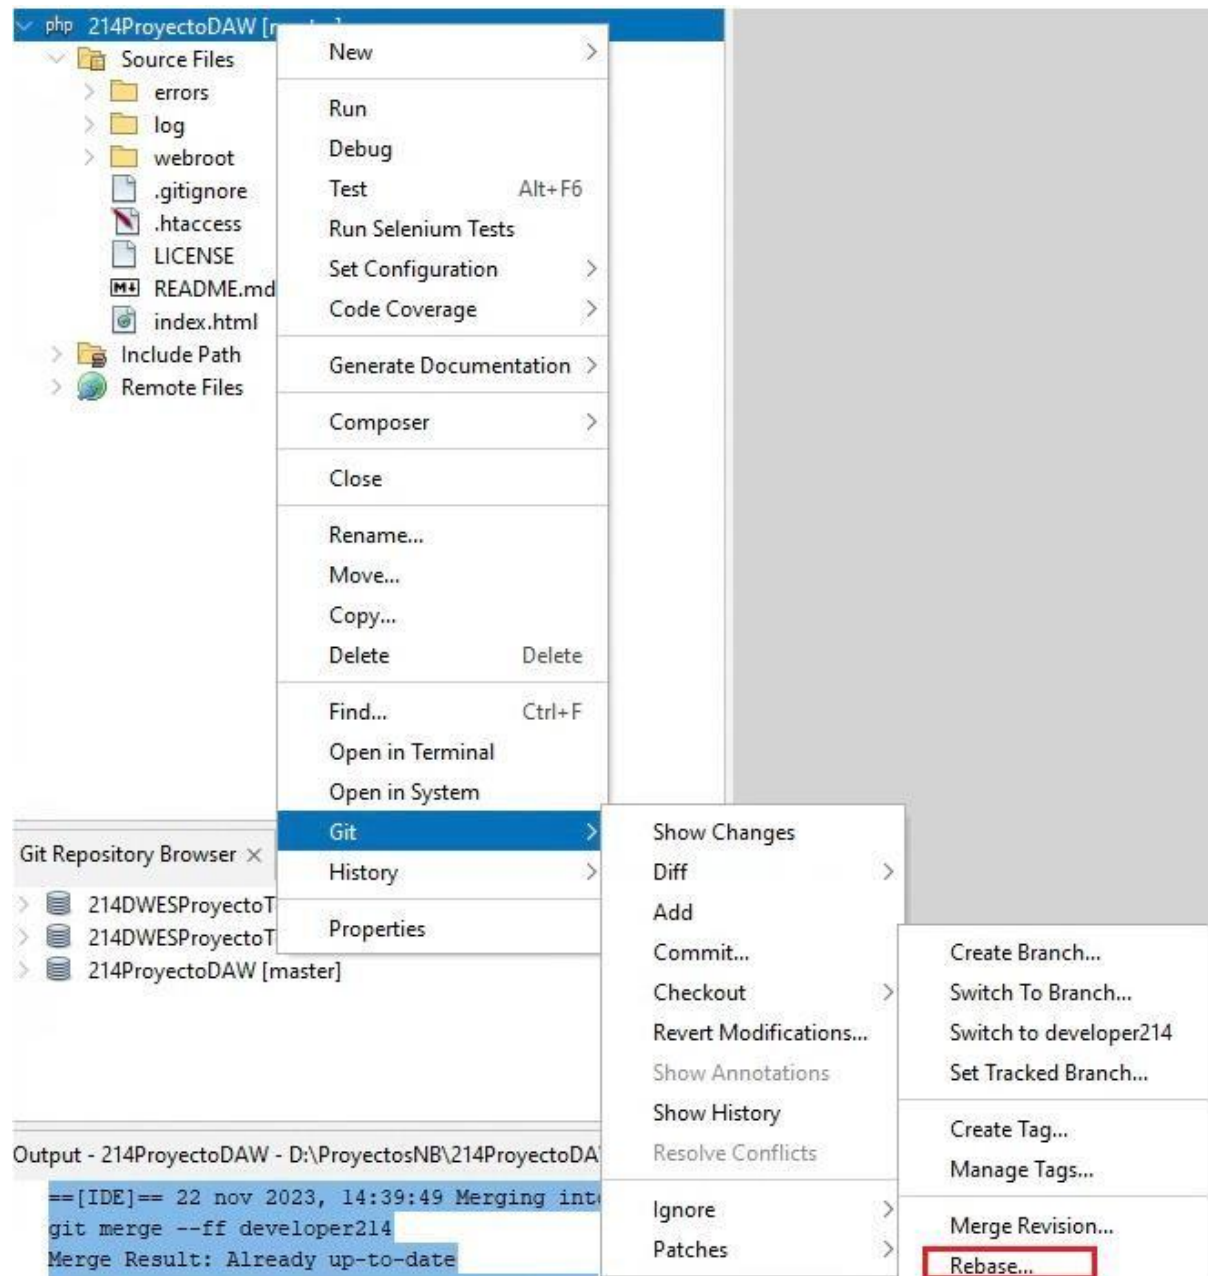 php 214ProyectoDAW
Source Files
errors
log
webroot
.gitignore
.htaccess
LICENSE
README.md
index.html
Include Path
Remote Files
New
Run
Debug
Test Alt+F6
Run Selenium Tests
Set Configuration
Code Coverage
Generate Documentation
Composer
Close
Rename...
Move...
Copy...
Delete Delete
Find... Ctrl+F
Open in Terminal
Open in System
Git
History
Properties
Git Repository Browser
214DWESProyectoT
214DWESProyectoT
214ProyectoDAW [master]
Show Changes
Diff
Add
Commit...
Checkout
Revert Modifications...
Show Annotations
Show History
Resolve Conflicts
Ignore
Patches
Create Branch...
Switch To Branch...
Switch to developer214
Set Tracked Branch...
Create Tag...
Manage Tags...
Merge Revision...
Rebase...
Output - 214ProyectoDAW - D:\ProyectosNB\214ProyectoDA
==[IDE]== 22 nov 2023, 14:39:49 Merging int
git merge --ff developer214
Merge Result: Already up-to-date